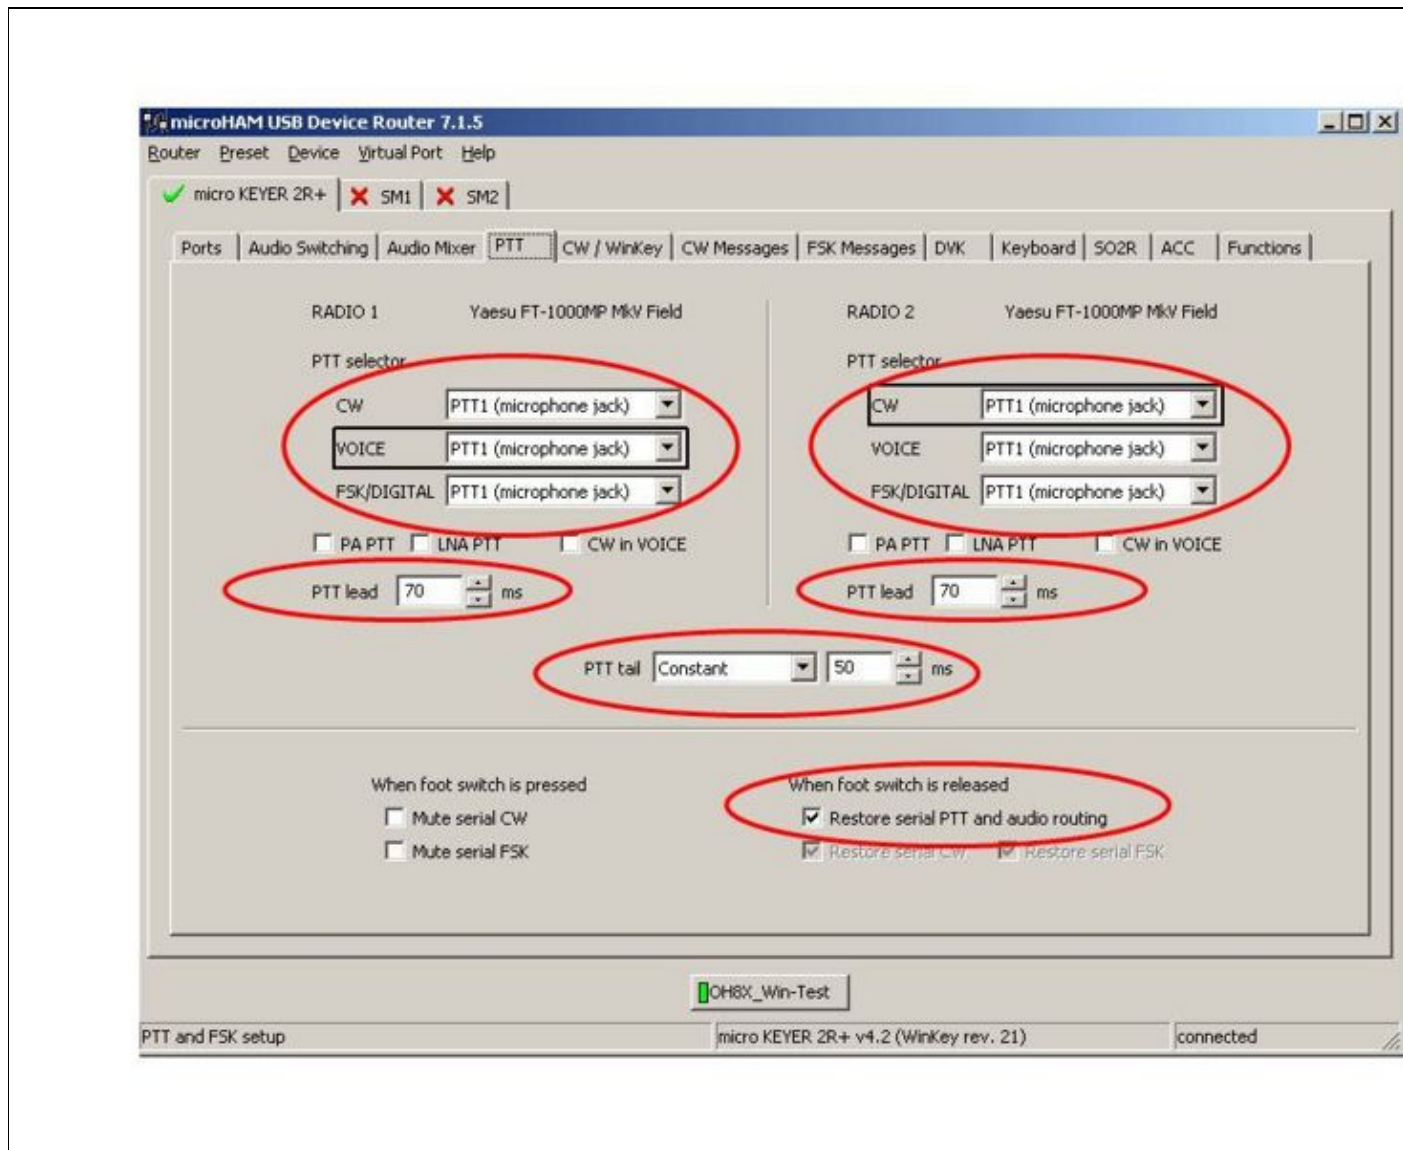 microHAM USB Device Router 7.1.5
Router Preset Device Virtual Port Help
micro KEYER 2R+ SM1 SM2
Ports Audio Switching Audio Mixer PTT CW / WinKey CW Messages FSK Messages DVK Keyboard SO2R ACC Functions
RADIO 1 Yaesu FT-1000MP MkV Field RADIO 2 Yaesu FT-1000MP MkV Field
PTT selector PTT selector
CW PTT1 (microphone jack) CW PTT1 (microphone jack)
VOICE PTT1 (microphone jack) VOICE PTT1 (microphone jack)
FSK/DIGITAL PTT1 (microphone jack) FSK/DIGITAL PTT1 (microphone jack)
PA PTT LNA PTT CW in VOICE PA PTT LNA PTT CW in VOICE
PTT lead 70 ms PTT lead 70 ms
PTT tail Constant 50 ms
When foot switch is pressed When foot switch is released
Mute serial CW Restore serial PTT and audio routing
Mute serial FSK Restore serial CW Restore serial FSK
OH8X_Win-Test
PTT and FSK setup micro KEYER 2R+ v4.2 (WinKey rev. 21) connected